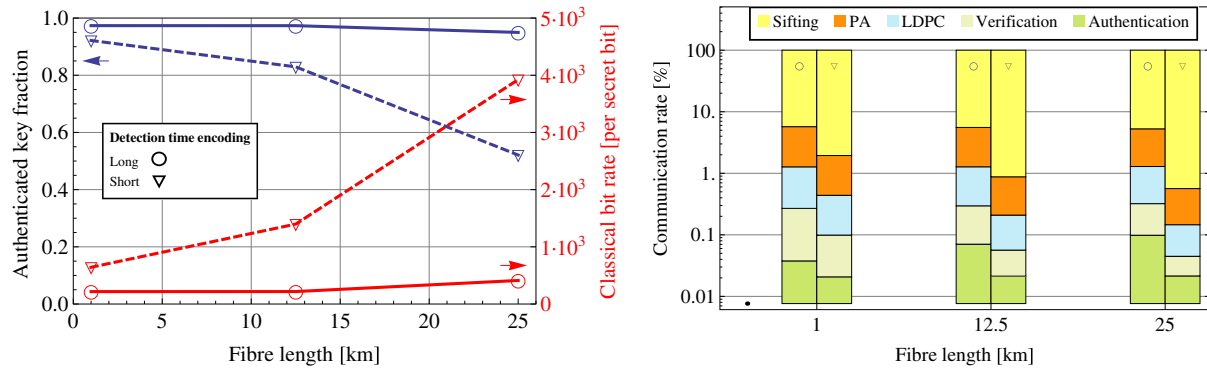 1.0
0.8
0.6
0.4
0.2
0.0
Authenticated key fraction
Detection time encoding
Long
Short
0
5
10
15
20
25
Fibre length [km]
5·10³
4·10³
3·10³
2·10³
1·10³
0
Classical bit rate [per secret bit]
Sifting PA LDPC Verification Authentication
100
10.
1.
0.1
0.01
Communication rate [%]
1
12.5
25
Fibre length [km]